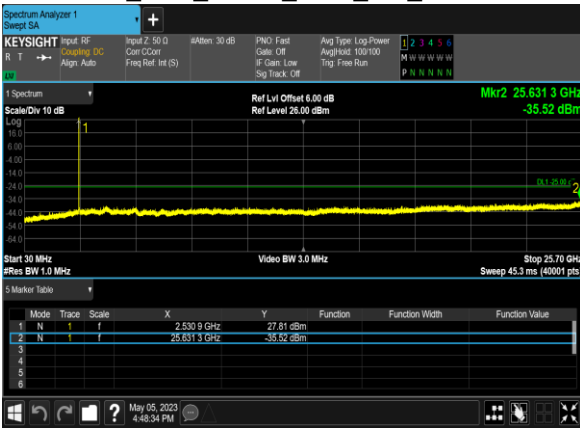 Spectrum Analyzer 1
Swept SA
+
KEYSIGHT Input: RF Input Z: 50 Ω #Atten: 30 dB PNO: Fast Avg Type: Log-Power 1 2 3 4 5 6
R T Coupling: DC Corr CCorr Gate: Off Avg|Hold: 100/100 M W W W W W
Align: Auto Freq Ref: Int (S) IF Gain: Low Trig: Free Run
Sig Track: Off P N N N N N
LV
1 Spectrum Ref Lvl Offset 6.00 dB Mkr2 25.631 3 GHz
Scale/Div 10 dB Ref Level 26.00 dBm -35.52 dBm
Log
16.0 1
6.00
-4.00
-14.0
-24.0 DL1 -25.00 2
-34.0
-44.0
-54.0
-64.0
Start 30 MHz Video BW 3.0 MHz Stop 25.70 GHz
#Res BW 1.0 MHz Sweep 45.3 ms (40001 pts
5 Marker Table
Mode Trace Scale X Y Function Function Width Function Value
1 N 1 f 2.530 9 GHz 27.81 dBm
2 N 1 f 25.631 3 GHz -35.52 dBm
3
4
5
6
? May 05, 2023
4:48:34 PM